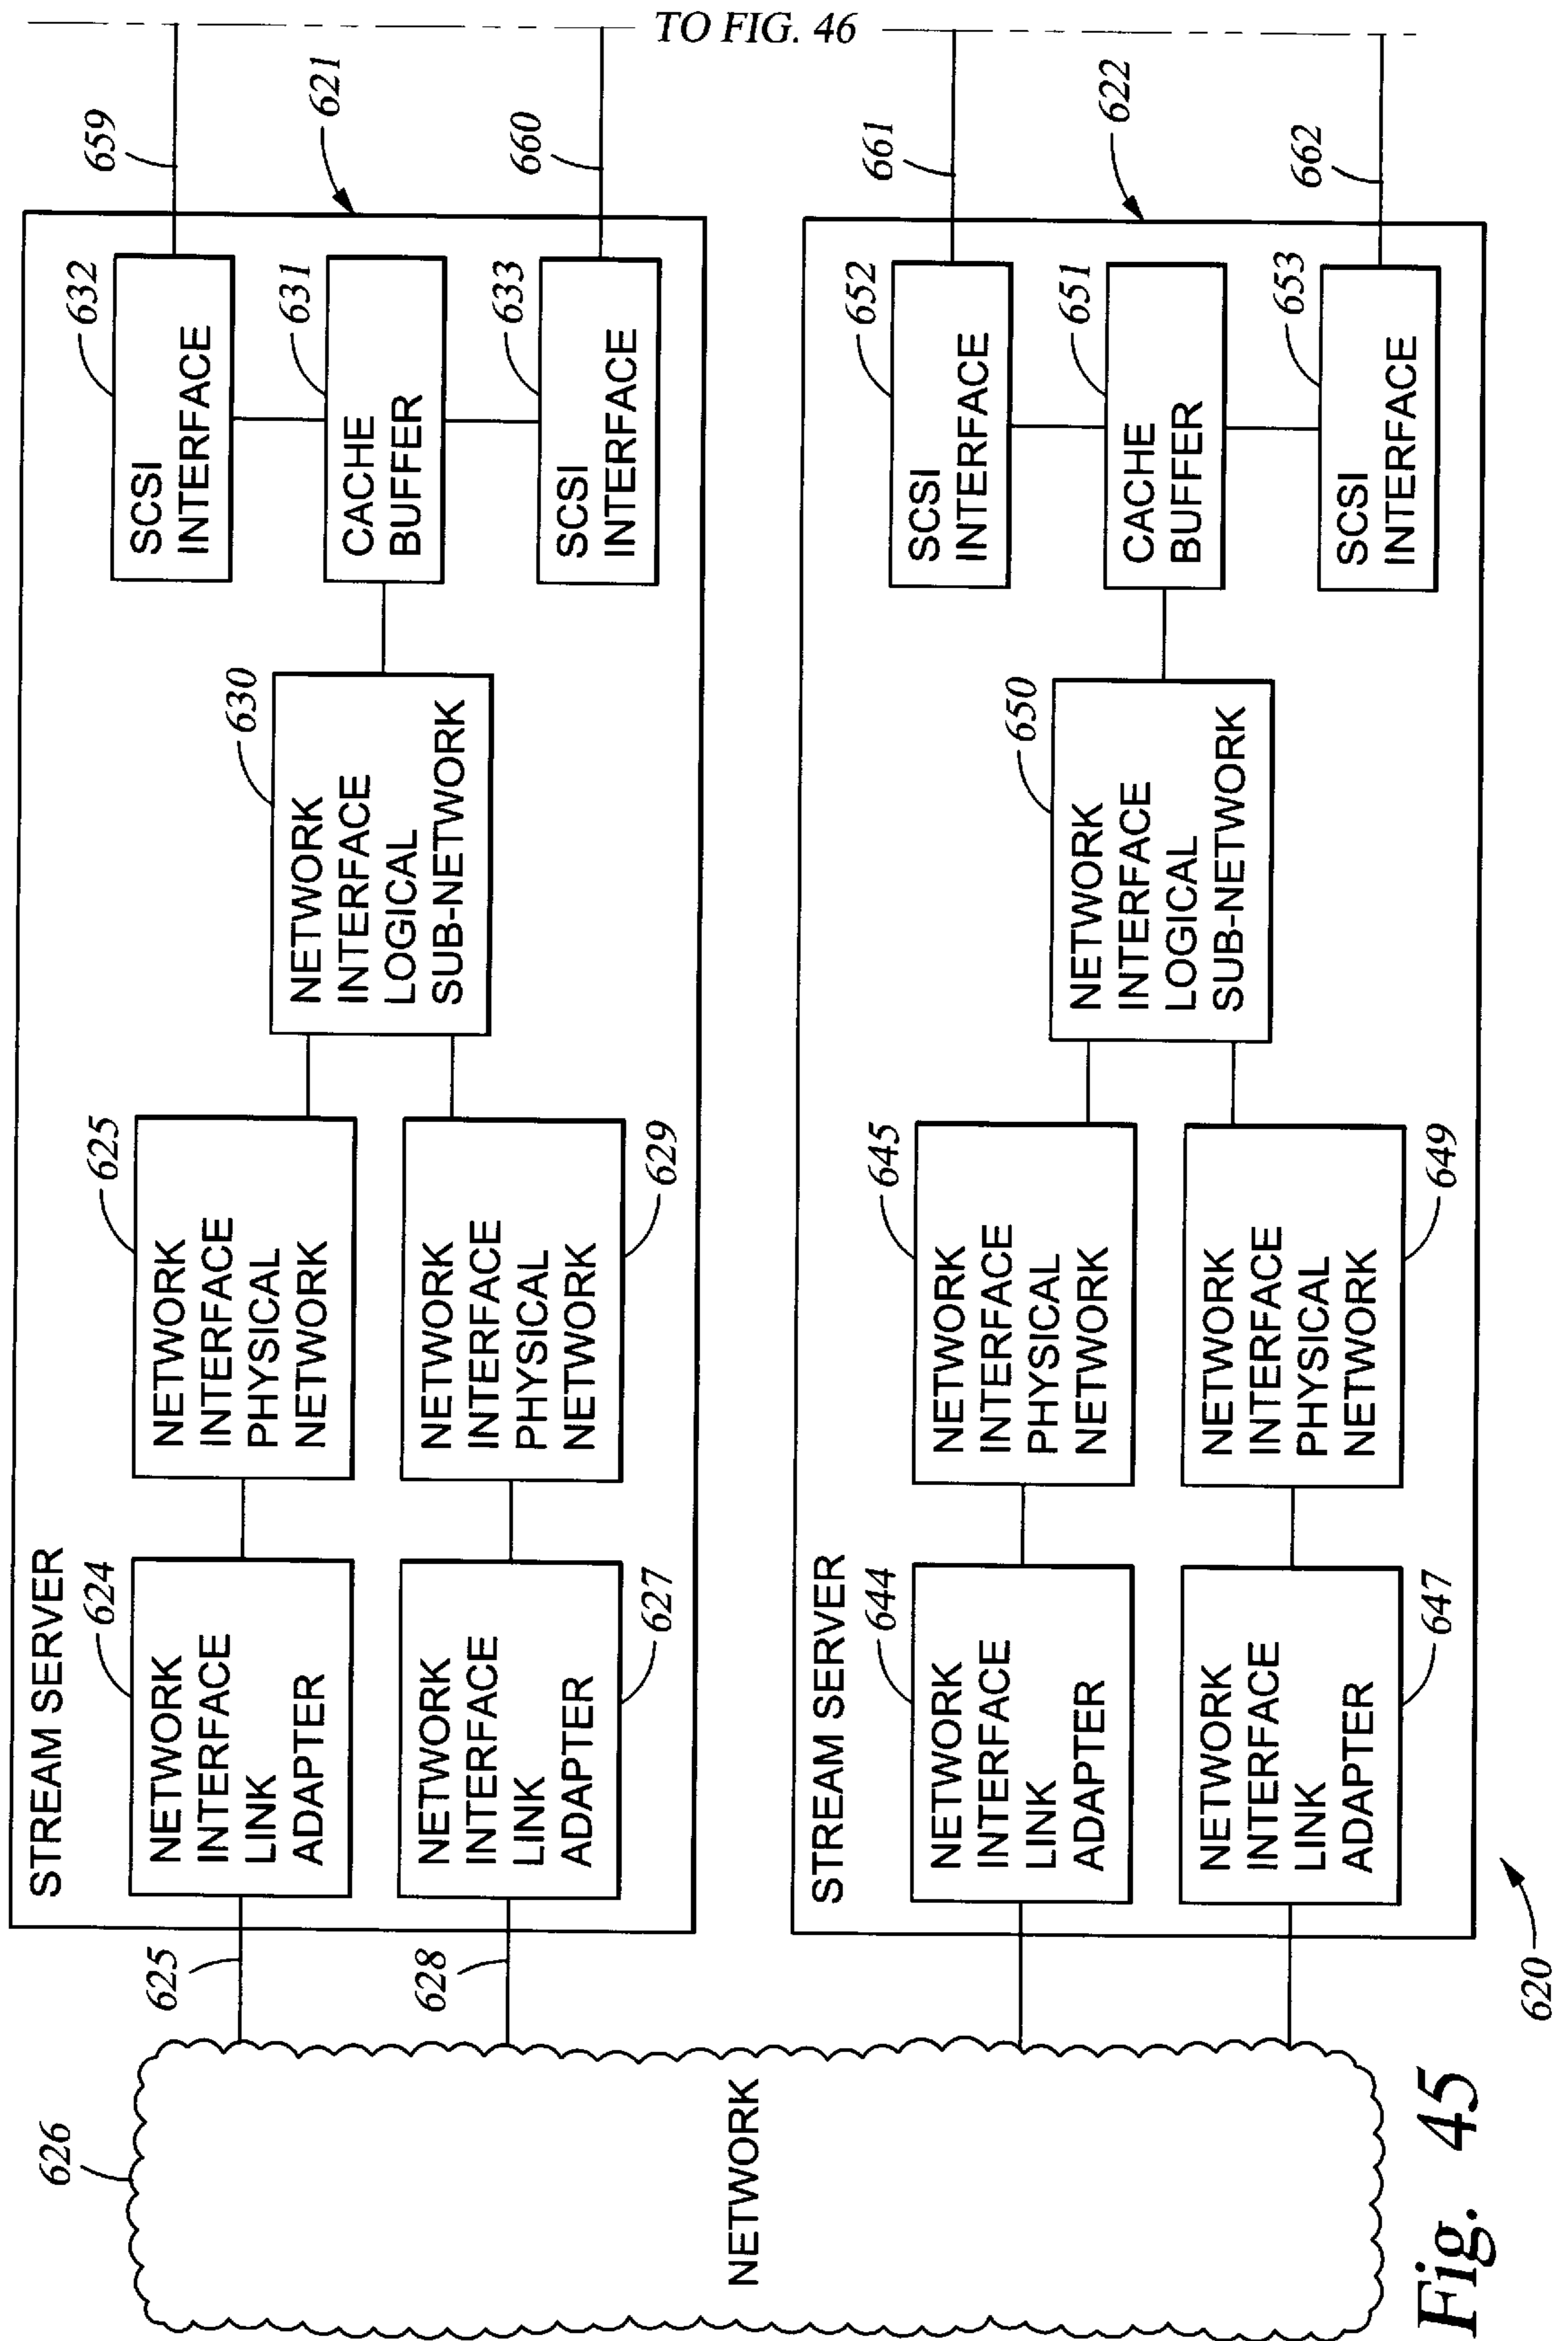 TO FIG. 46
STREAM SERVER
621
624
NETWORK
INTERFACE
LINK
ADAPTER
625
NETWORK
INTERFACE
PHYSICAL
NETWORK
630
NETWORK
INTERFACE
LOGICAL
SUB-NETWORK
632
SCSI
INTERFACE
659
631
CACHE
BUFFER
625
628
NETWORK
INTERFACE
LINK
ADAPTER
627
NETWORK
INTERFACE
PHYSICAL
NETWORK
629
633
SCSI
INTERFACE
660
626
NETWORK
STREAM SERVER
622
644
NETWORK
INTERFACE
LINK
ADAPTER
645
NETWORK
INTERFACE
PHYSICAL
NETWORK
650
NETWORK
INTERFACE
LOGICAL
SUB-NETWORK
652
SCSI
INTERFACE
661
651
CACHE
BUFFER
NETWORK
INTERFACE
LINK
ADAPTER
647
NETWORK
INTERFACE
PHYSICAL
NETWORK
649
653
SCSI
INTERFACE
662
620
Fig. 45